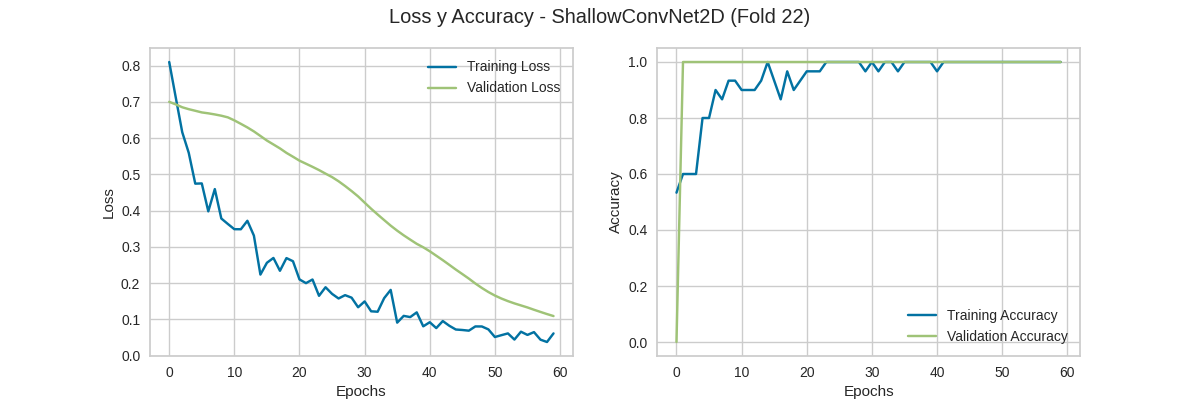 Loss y Accuracy - ShallowConvNet2D (Fold 22)
0.8
0.7
0.6
0.5
0.4
0.3
0.2
0.1
0.0
Loss
0 10 20 30 40 50 60
Epochs
Training Loss
Validation Loss
1.0
0.8
0.6
0.4
0.2
0.0
Accuracy
0 10 20 30 40 50 60
Epochs
Training Accuracy
Validation Accuracy